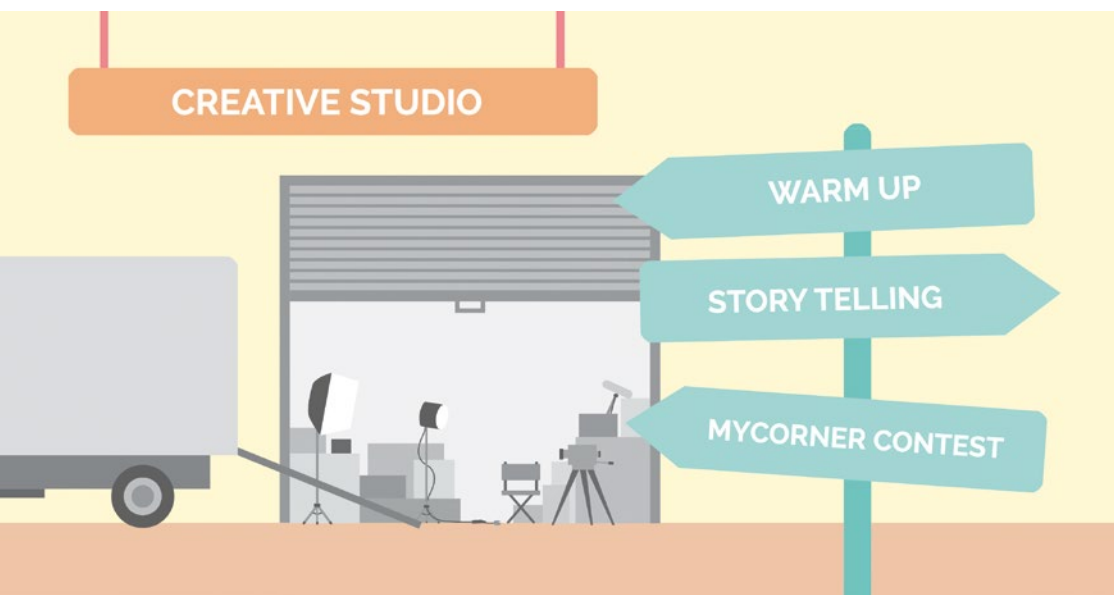 CREATIVE STUDIO
WARM UP
STORY TELLING
MYCORNER CONTEST